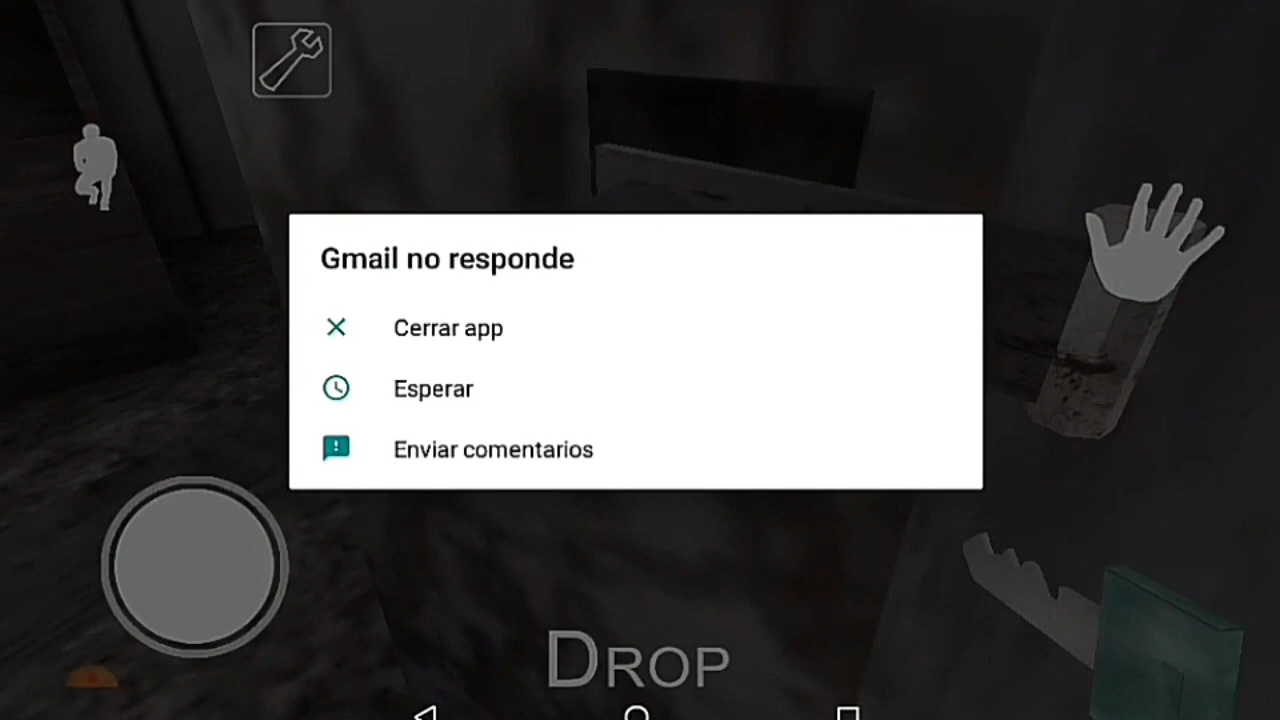 Gmail no responde
Cerrar app
Esperar
Enviar comentarios
DROP